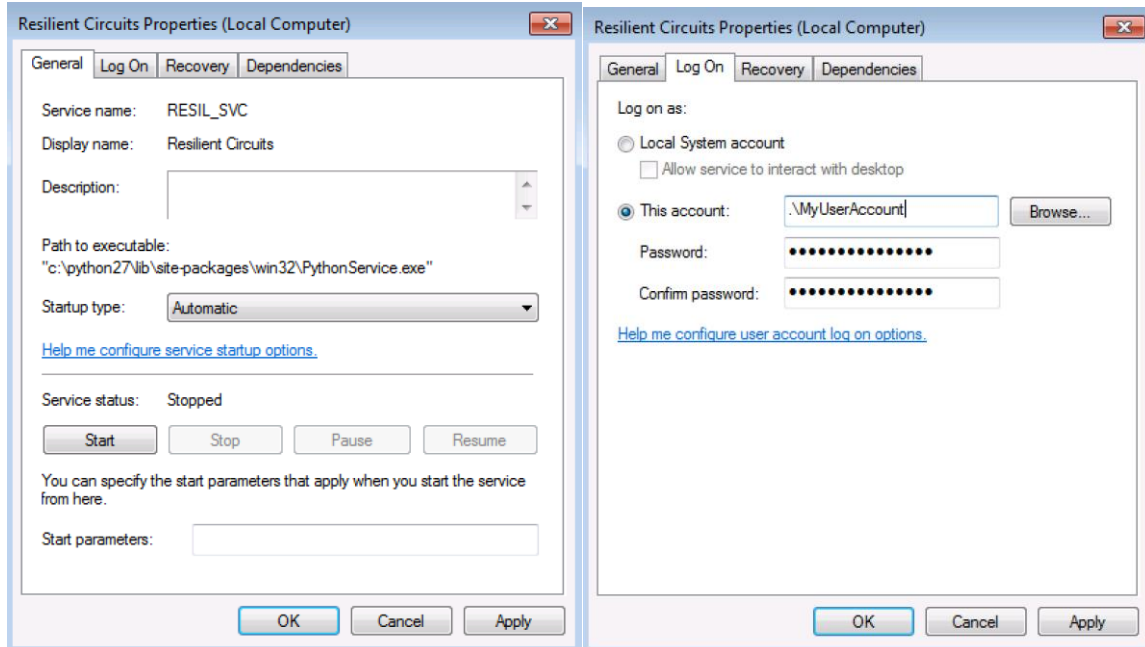 Resilient Circuits Properties (Local Computer)
General Log On Recovery Dependencies
Service name: RESIL_SVC
Display name: Resilient Circuits
Description:
Path to executable:
"c:\python27\lib\site-packages\win32\PythonService.exe"
Startup type: Automatic
Help me configure service startup options.
Service status: Stopped
Start Stop Pause Resume
You can specify the start parameters that apply when you start the service
from here.
Start parameters:
OK Cancel Apply
Resilient Circuits Properties (Local Computer)
General Log On Recovery Dependencies
Log on as:
Local System account
Allow service to interact with desktop
This account: .\MyUserAccount Browse...
Password: •••••••••••••••
Confirm password: •••••••••••••••
Help me configure user account log on options.
OK Cancel Apply